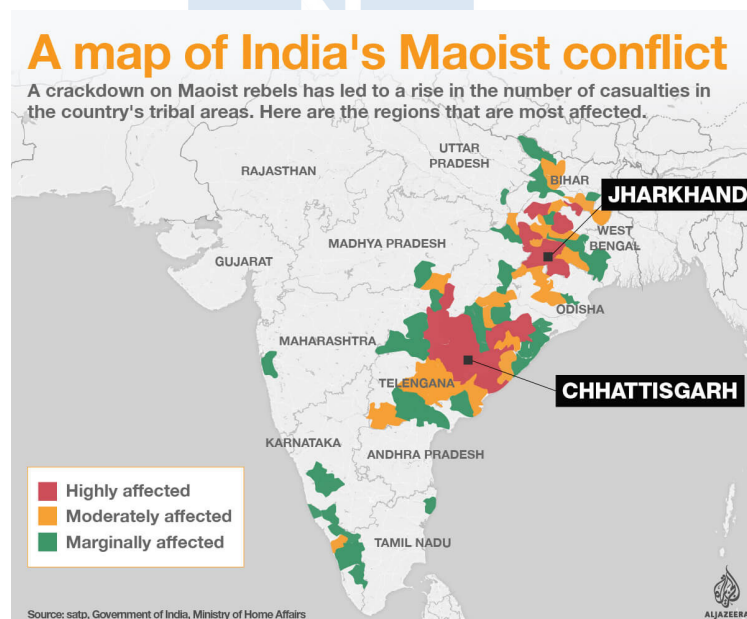 A map of India's Maoist conflict
A crackdown on Maoist rebels has led to a rise in the number of casualties in
the country's tribal areas. Here are the regions that are most affected.
UTTAR
PRADESH
RAJASTHAN
BIHAR
JHARKHAND
WEST
BENGAL
MADHYA PRADESH
GUJARAT
ODISHA
MAHARASHTRA
TELENGANA
CHHATTISGARH
KARNATAKA
ANDHRA PRADESH
Highly affected
Moderately affected
Marginally affected
TAMIL NADU
Source: satp, Government of India, Ministry of Home Affairs
ALJAZEERA